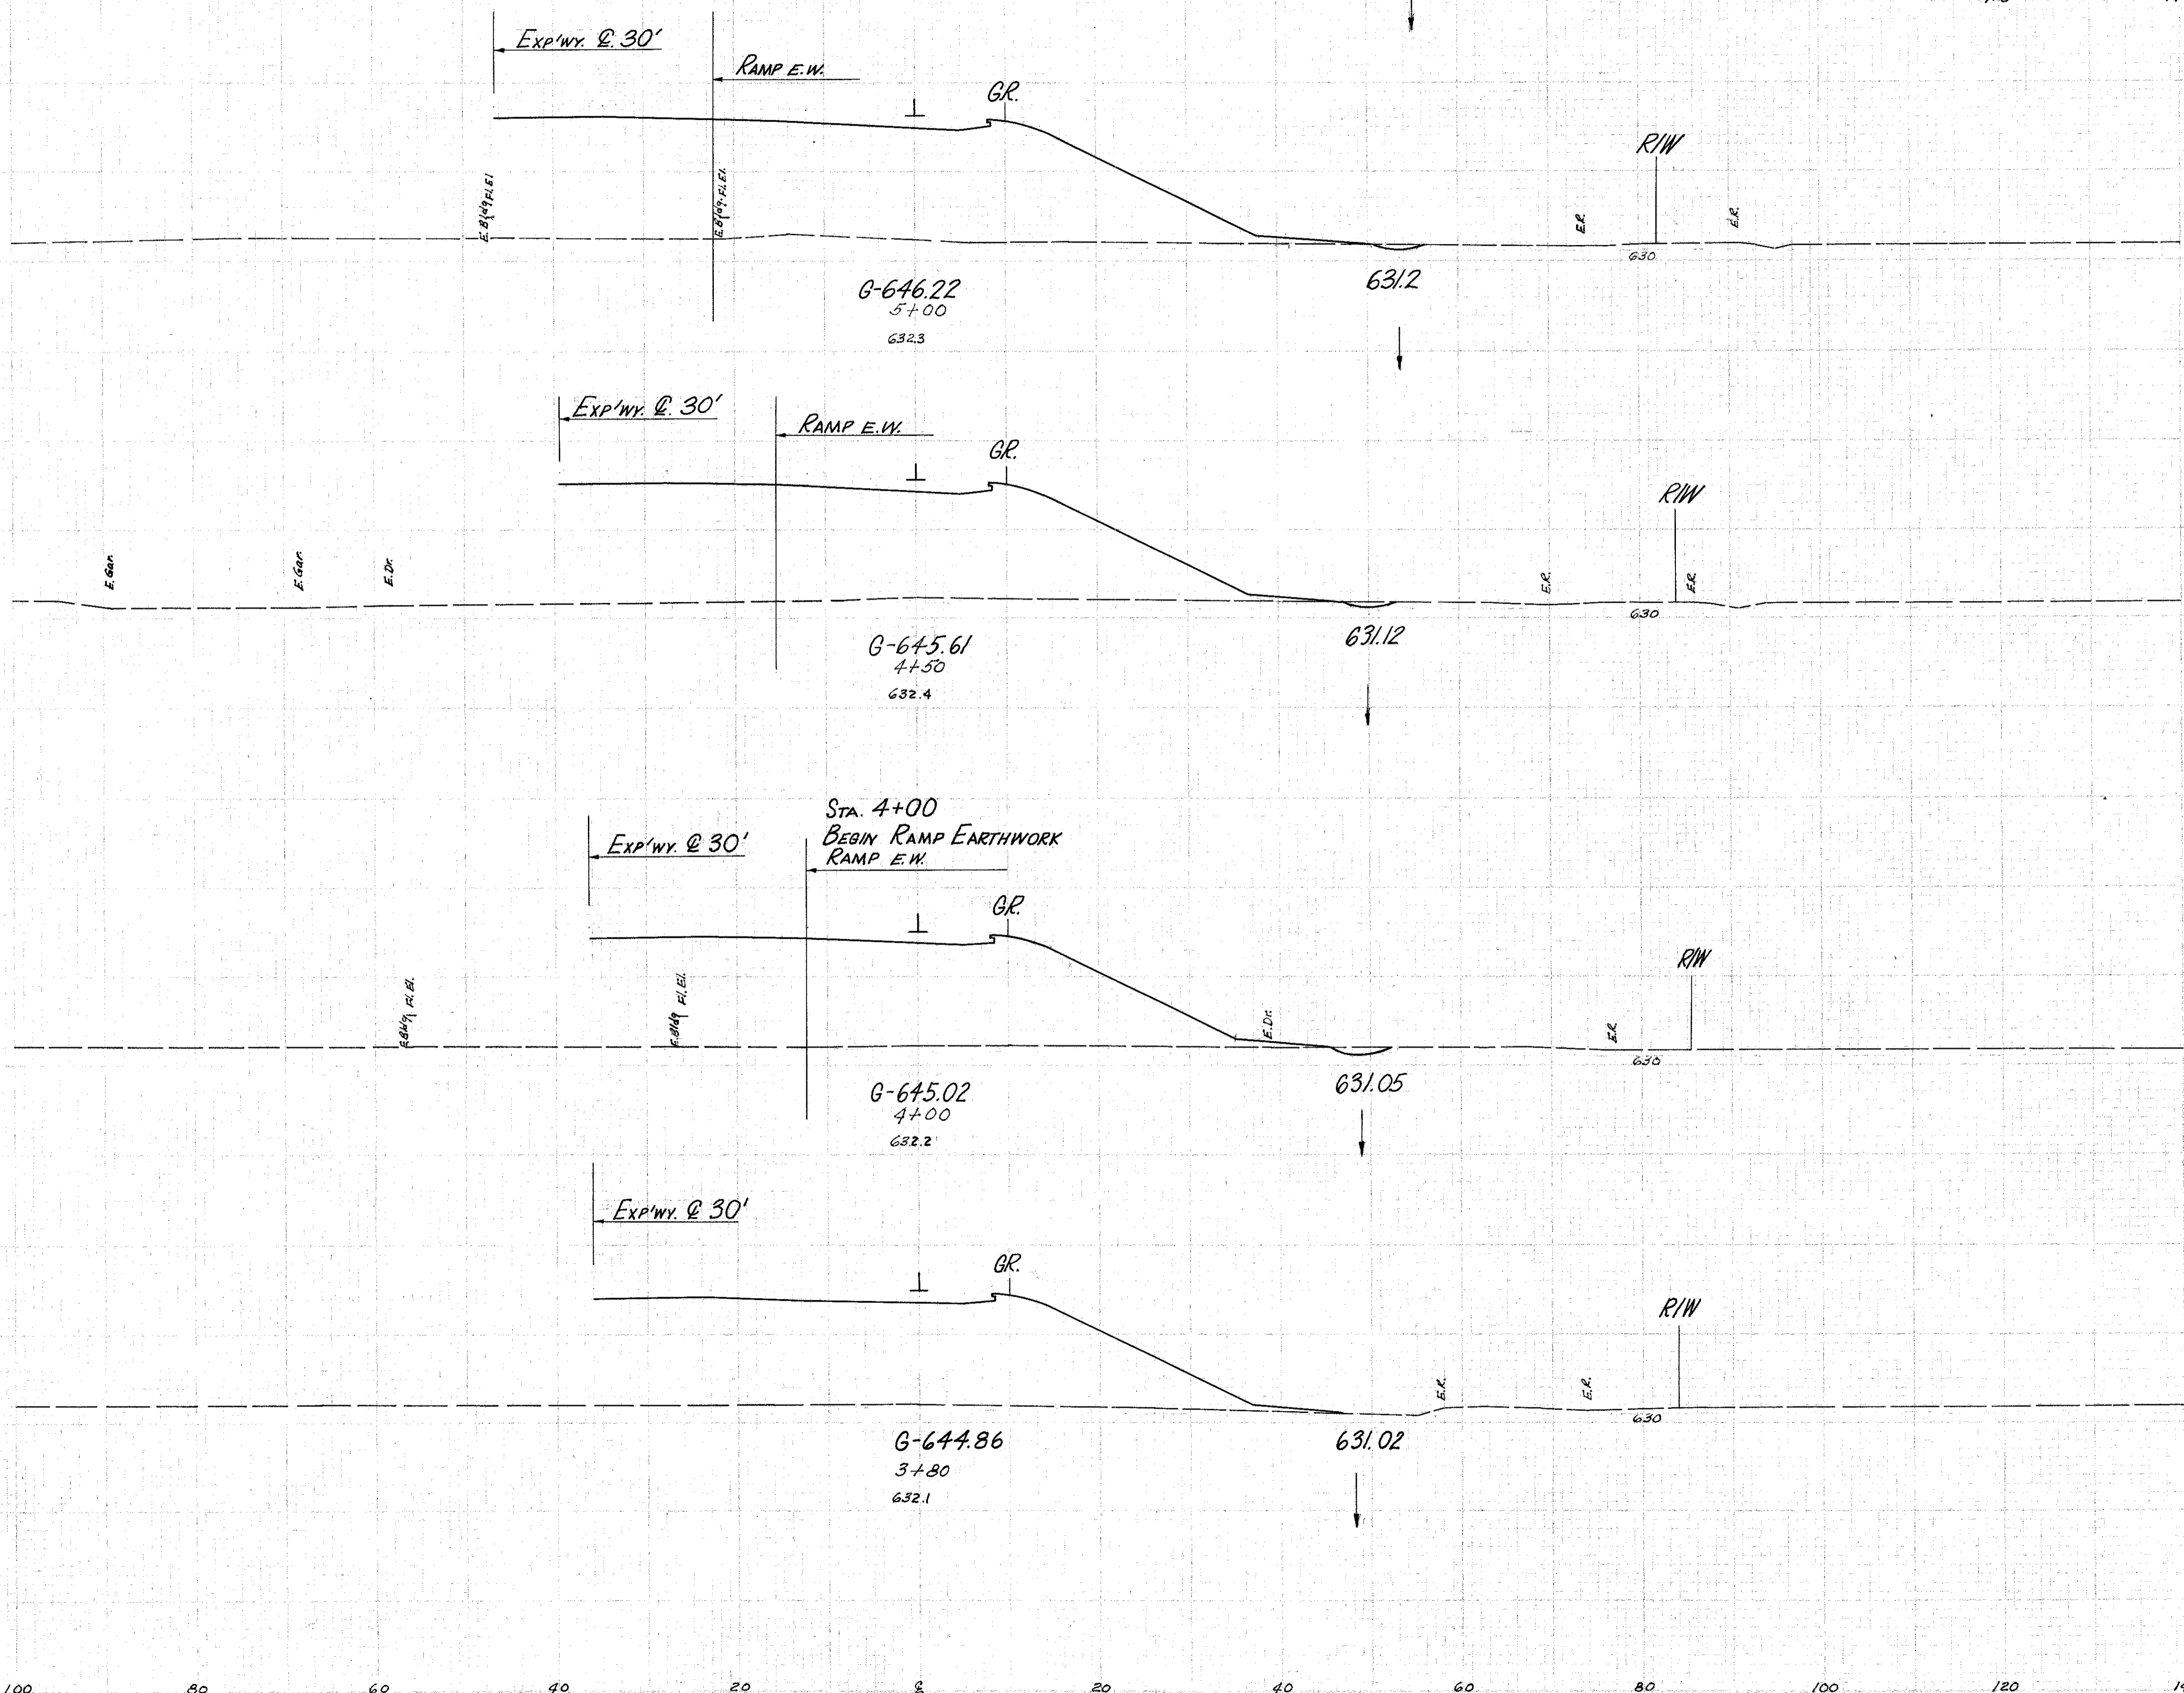 EXP'WY. ℄ 30'
RAMP E.W.
GR.
R/W
E.Bldg Fl.El
E.Bldg. Fl.El.
E.R.
E.R.
630
G-646.22
5+00
632.3
631.2
EXP'WY. ℄ 30'
RAMP E.W.
GR.
R/W
E.Gar.
E.Gar.
E.Dr.
E.R.
E.R.
630
G-645.61
4+50
632.4
631.12
STA. 4+00
BEGIN RAMP EARTHWORK
EXP'WY. ℄ 30'
RAMP E.W.
GR.
R/W
E.Bldg Fl.El.
E.Bldg Fl.El.
E.Dr.
E.R.
630
G-645.02
4+00
632.2
631.05
EXP'WY. ℄ 30'
GR.
R/W
E.R.
E.R.
630
G-644.86
3+80
632.1
631.02
100 80 60 40 20 ℄ 20 40 60 80 100 120